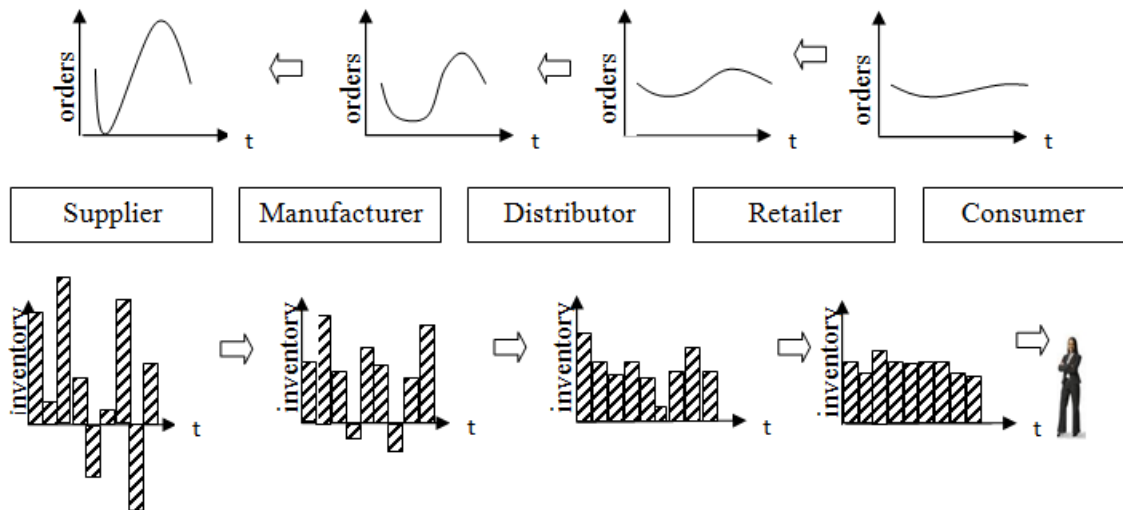 orders
t
orders
t
orders
t
orders
t
Supplier
Manufacturer
Distributor
Retailer
Consumer
inventory
t
inventory
t
inventory
t
inventory
t